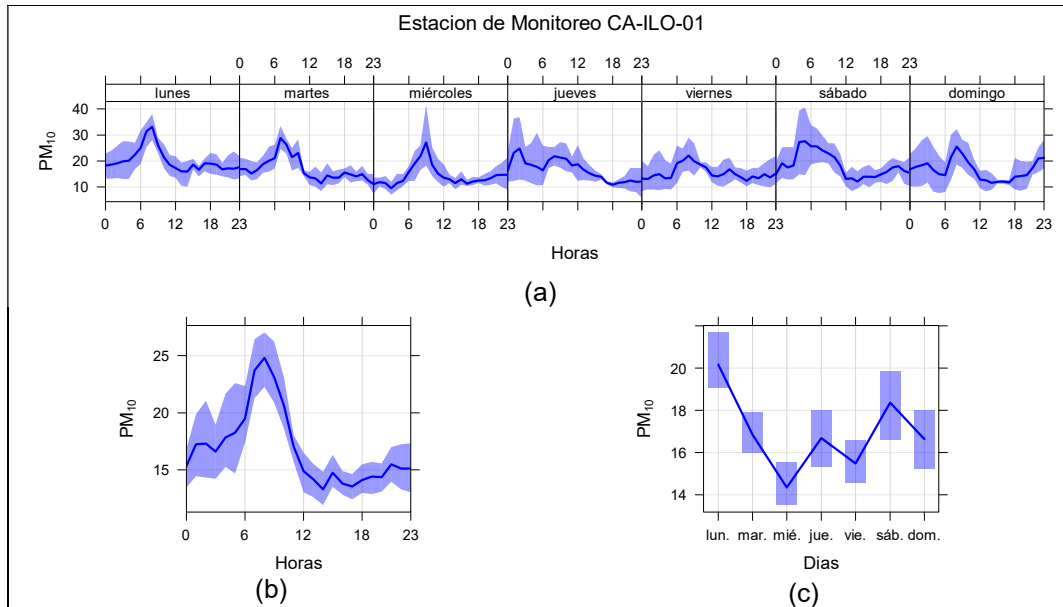 Estacion de Monitoreo CA-ILO-01
0 6 12 18 23 0 6 12 18 23 0 6 12 18 23
lunes martes miércoles jueves viernes sábado domingo
40
30
20
10
PM10
0 6 12 18 23 0 6 12 18 23 0 6 12 18 23 0 6 12 18 23
Horas
(a)
25
20
15
PM10
0 6 12 18 23
Horas
(b)
20
18
16
14
PM10
lun. mar. mié. jue. vie. sáb. dom.
Dias
(c)